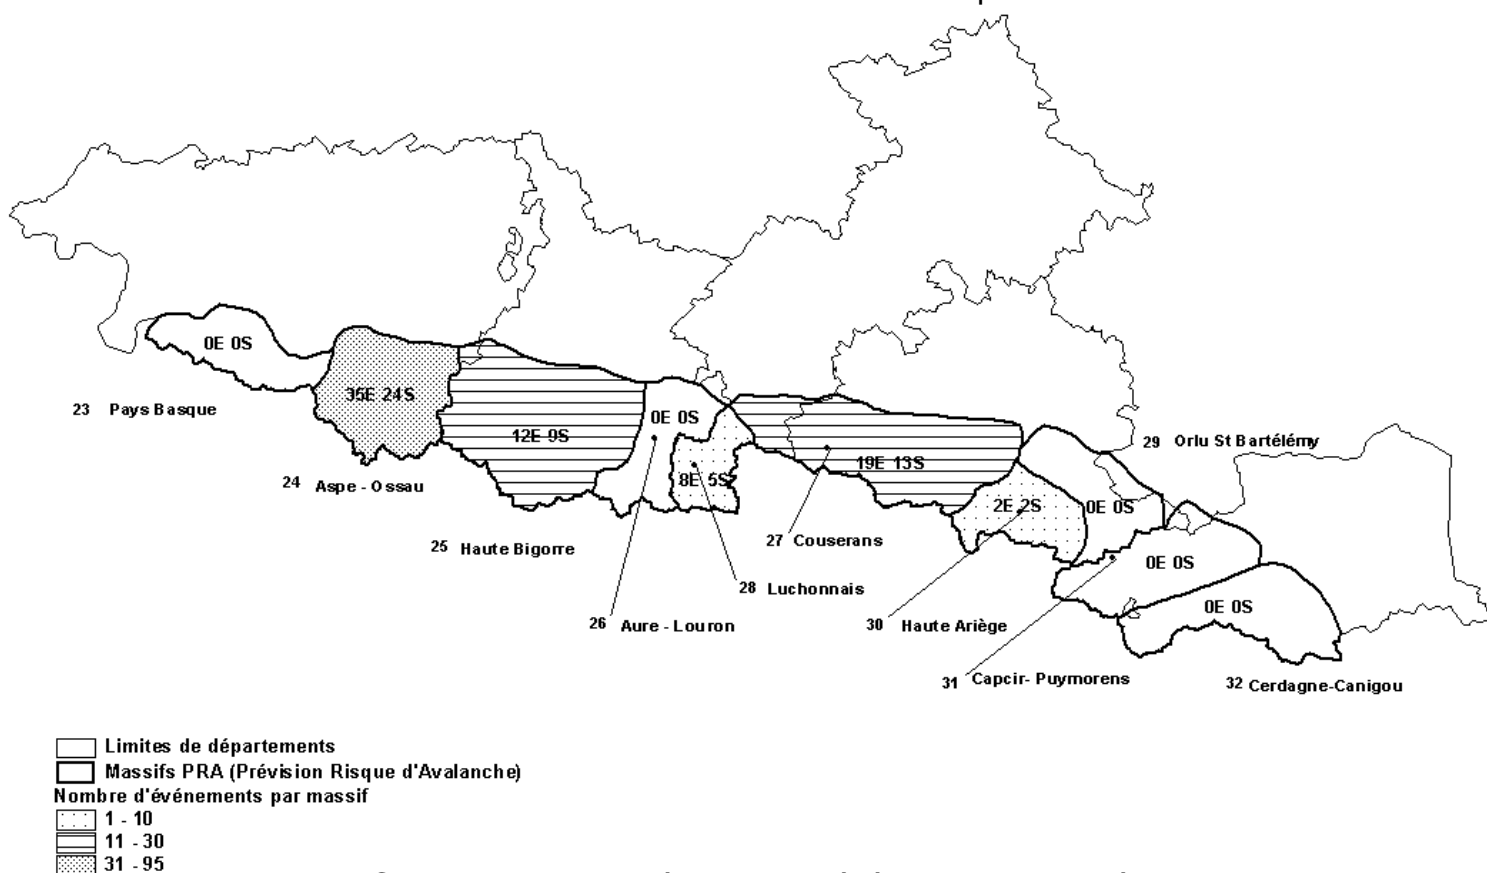 0E 0S
35E 24S
12E 9S
0E 0S
8E 5S
19E 13S
2E 2S
0E 0S
0E 0S
0E 0S
23 Pays Basque
24 Aspe - Ossau
25 Haute Bigorre
26 Aure - Louron
27 Couserans
28 Luchonnais
29 Orlu St Bartélémy
30 Haute Ariège
31 Capcir- Puymorens
32 Cerdagne-Canigou
Limites de départements
Massifs PRA (Prévision Risque d'Avalanche)
Nombre d'événements par massif
1 - 10
11 - 30
31 - 95